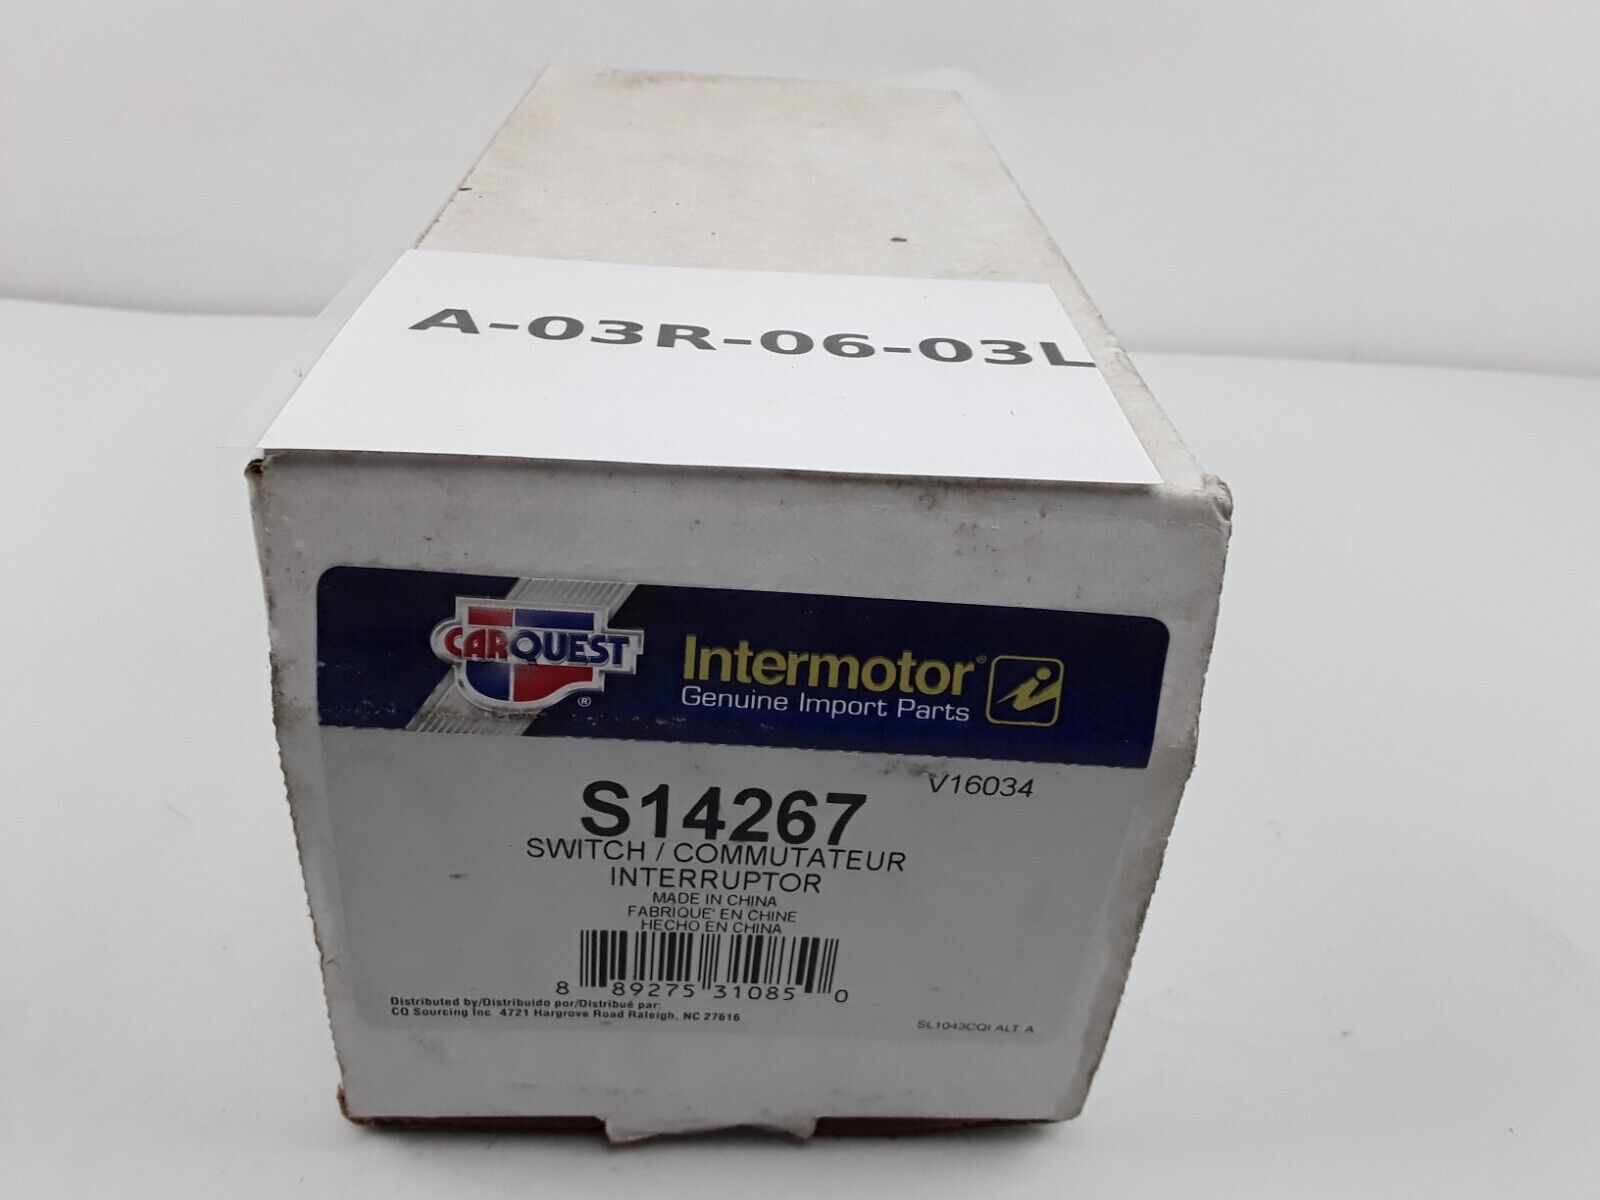 A-03R-06-03L
CARQUEST
®
Intermotor®
Genuine Import Parts
V16034
S14267
SWITCH / COMMUTATEUR
INTERRUPTOR
MADE IN CHINA
FABRIQUE' EN CHINE
HECHO EN CHINA
8 89275 31085 0
Distributed by/Distribuido por/Distribué par:
CQ Sourcing Inc 4721 Hargrove Road Raleigh, NC 27616
SL1043CQI ALT. A